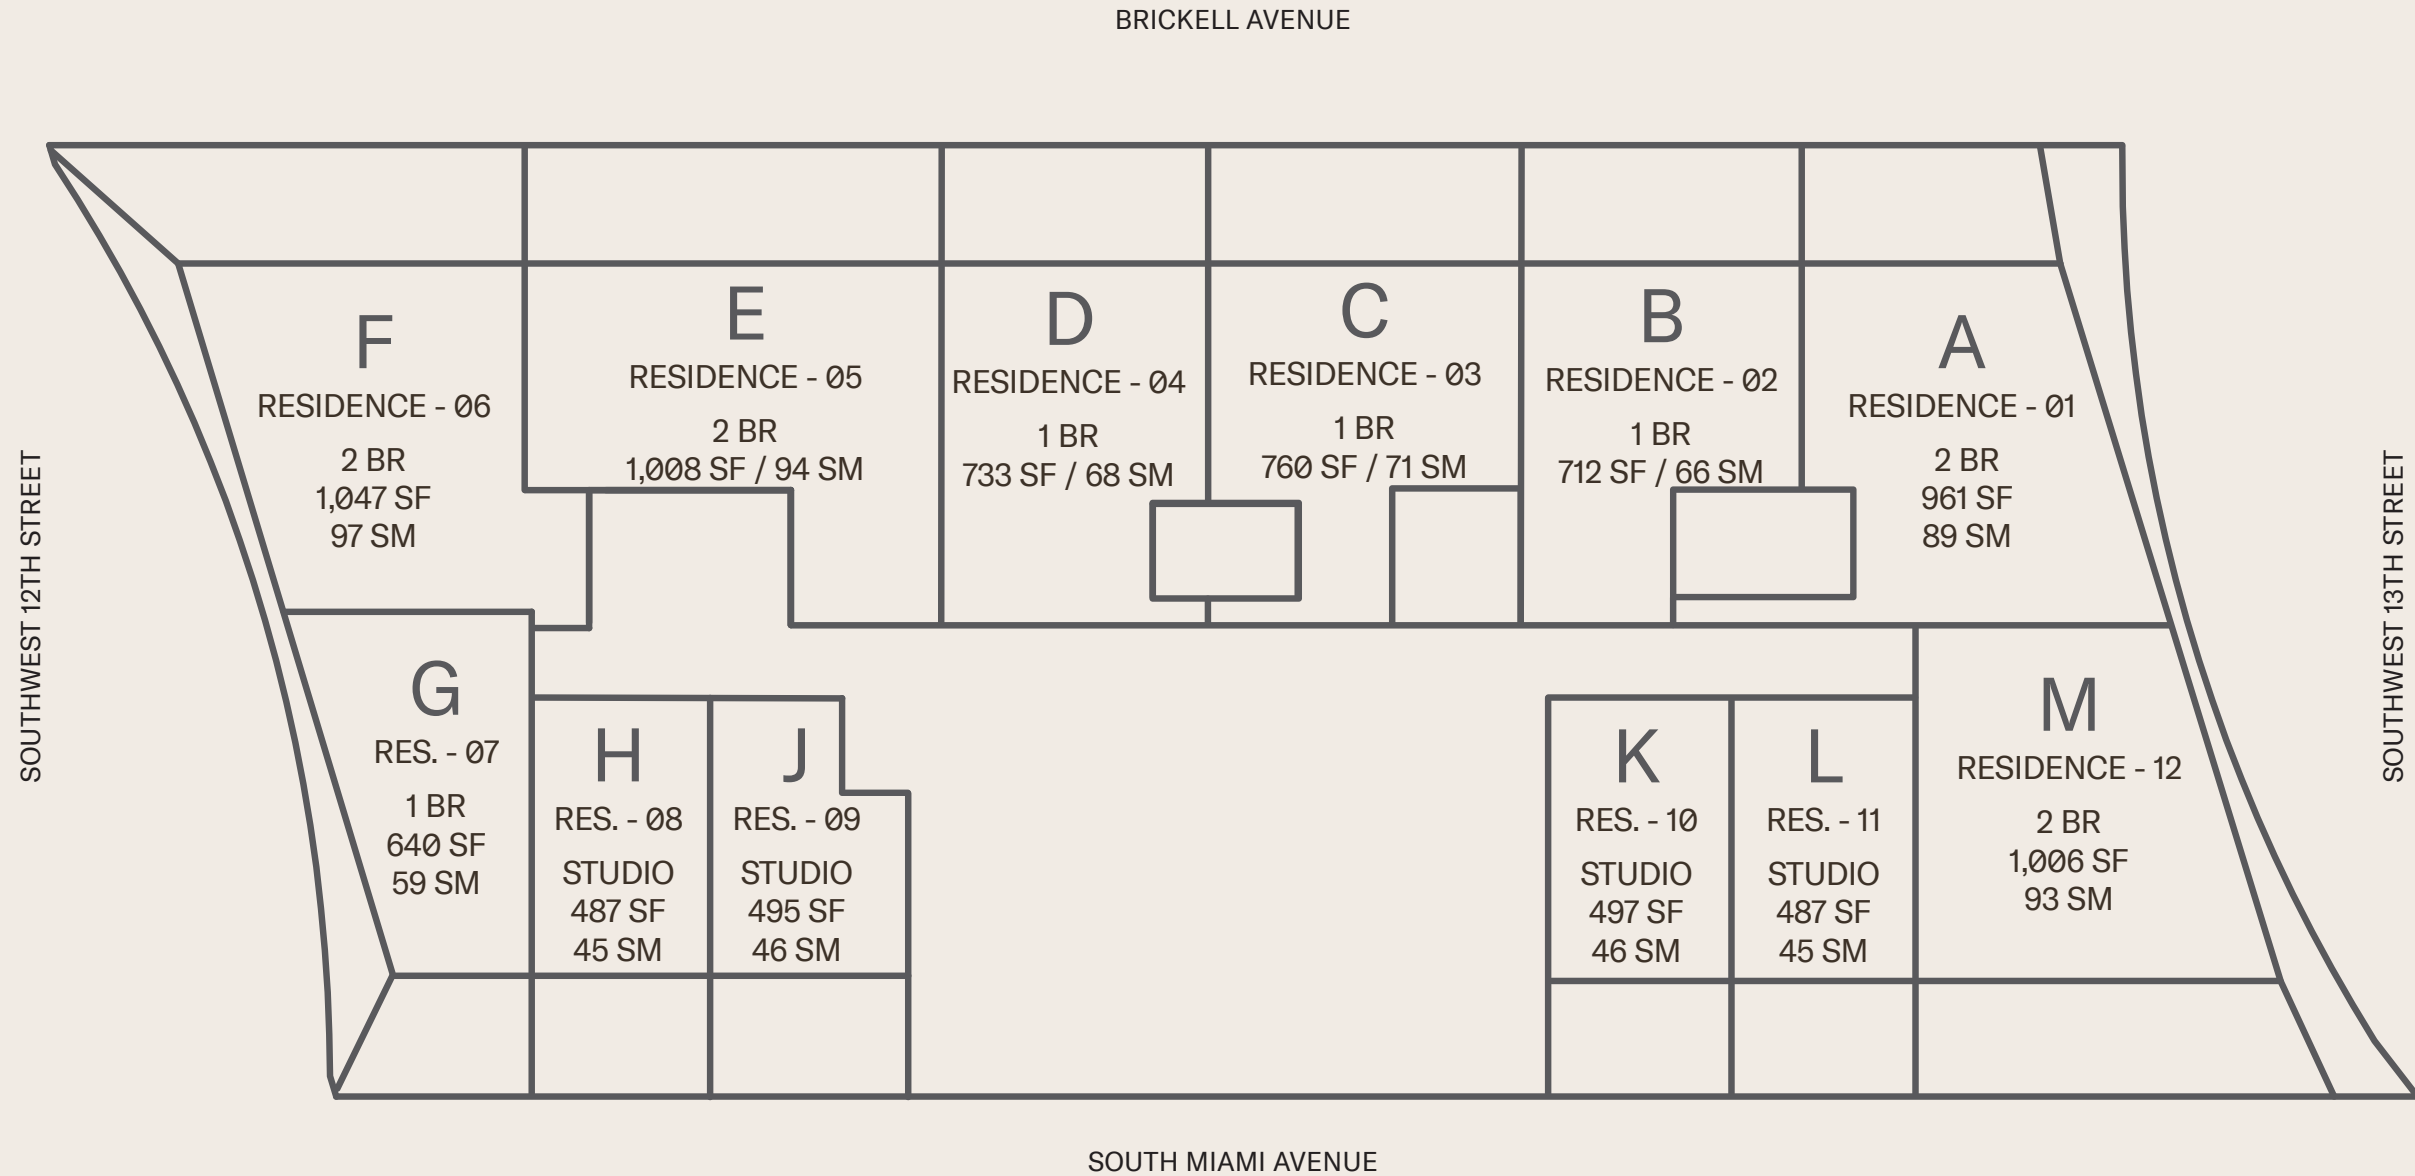 BRICKELL AVENUE
SOUTHWEST 12TH STREET
F
RESIDENCE - 06
2 BR
1,047 SF
97 SM
E
RESIDENCE - 05
2 BR
1,008 SF / 94 SM
D
RESIDENCE - 04
1 BR
733 SF / 68 SM
C
RESIDENCE - 03
1 BR
760 SF / 71 SM
B
RESIDENCE - 02
1 BR
712 SF / 66 SM
A
RESIDENCE - 01
2 BR
961 SF
89 SM
SOUTHWEST 13TH STREET
G
RES. - 07
1 BR
640 SF
59 SM
H
RES. - 08
STUDIO
487 SF
45 SM
J
RES. - 09
STUDIO
495 SF
46 SM
K
RES. - 10
STUDIO
497 SF
46 SM
L
RES. - 11
STUDIO
487 SF
45 SM
M
RESIDENCE - 12
2 BR
1,006 SF
93 SM
SOUTH MIAMI AVENUE